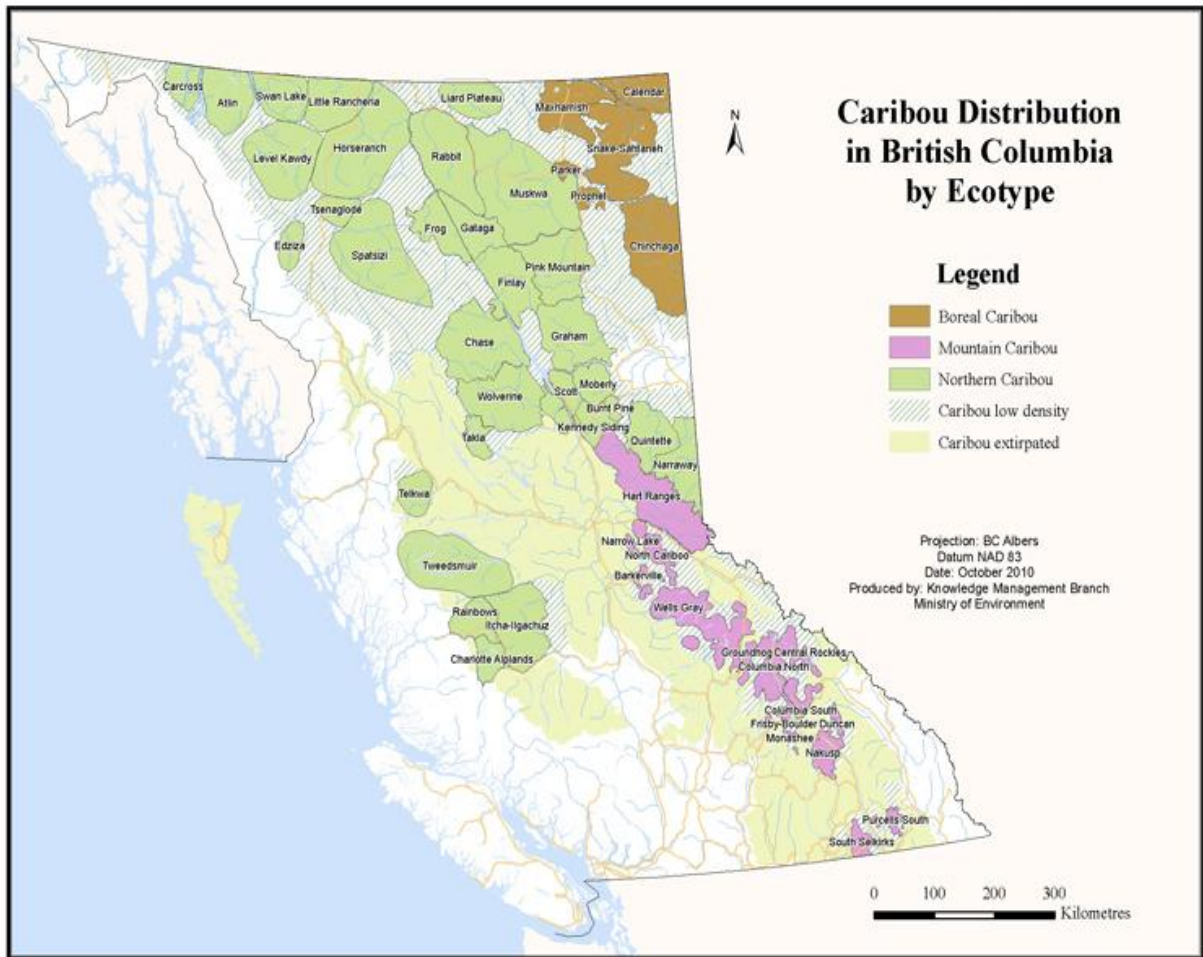 Caribou Distribution
in British Columbia
by Ecotype
N
Legend
Boreal Caribou
Mountain Caribou
Northern Caribou
Caribou low density
Caribou extirpated
Projection: BC Albers
Datum NAD 83
Date: October 2010
Produced by: Knowledge Management Branch
Ministry of Environment
0 100 200 300
Kilometres
Carcross
Atlin
Swan Lake
Little Rancheria
Liard Plateau
Maxhamish
Calendar
Level Kawdy
Horseranch
Rabbit
Snake-Sahtaneh
Parker
Muskwa
Prophet
Tsenaglode
Frog
Gataga
Edziza
Spatsizi
Chinchaga
Pink Mountain
Finlay
Chase
Graham
Wolverine
Scott
Moberly
Burnt Pine
Kennedy Siding
Takla
Quintette
Narraway
Telkwa
Hart Ranges
Narrow Lake
North Cariboo
Tweedsmuir
Barkerville
Rainbows
Itcha-Ilgachuz
Wells Gray
Charlotte Alplands
Groundhog
Central Rockies
Columbia North
Columbia South
Frisby-Boulder
Duncan
Monashee
Nakusp
Purcells South
South Selkirks